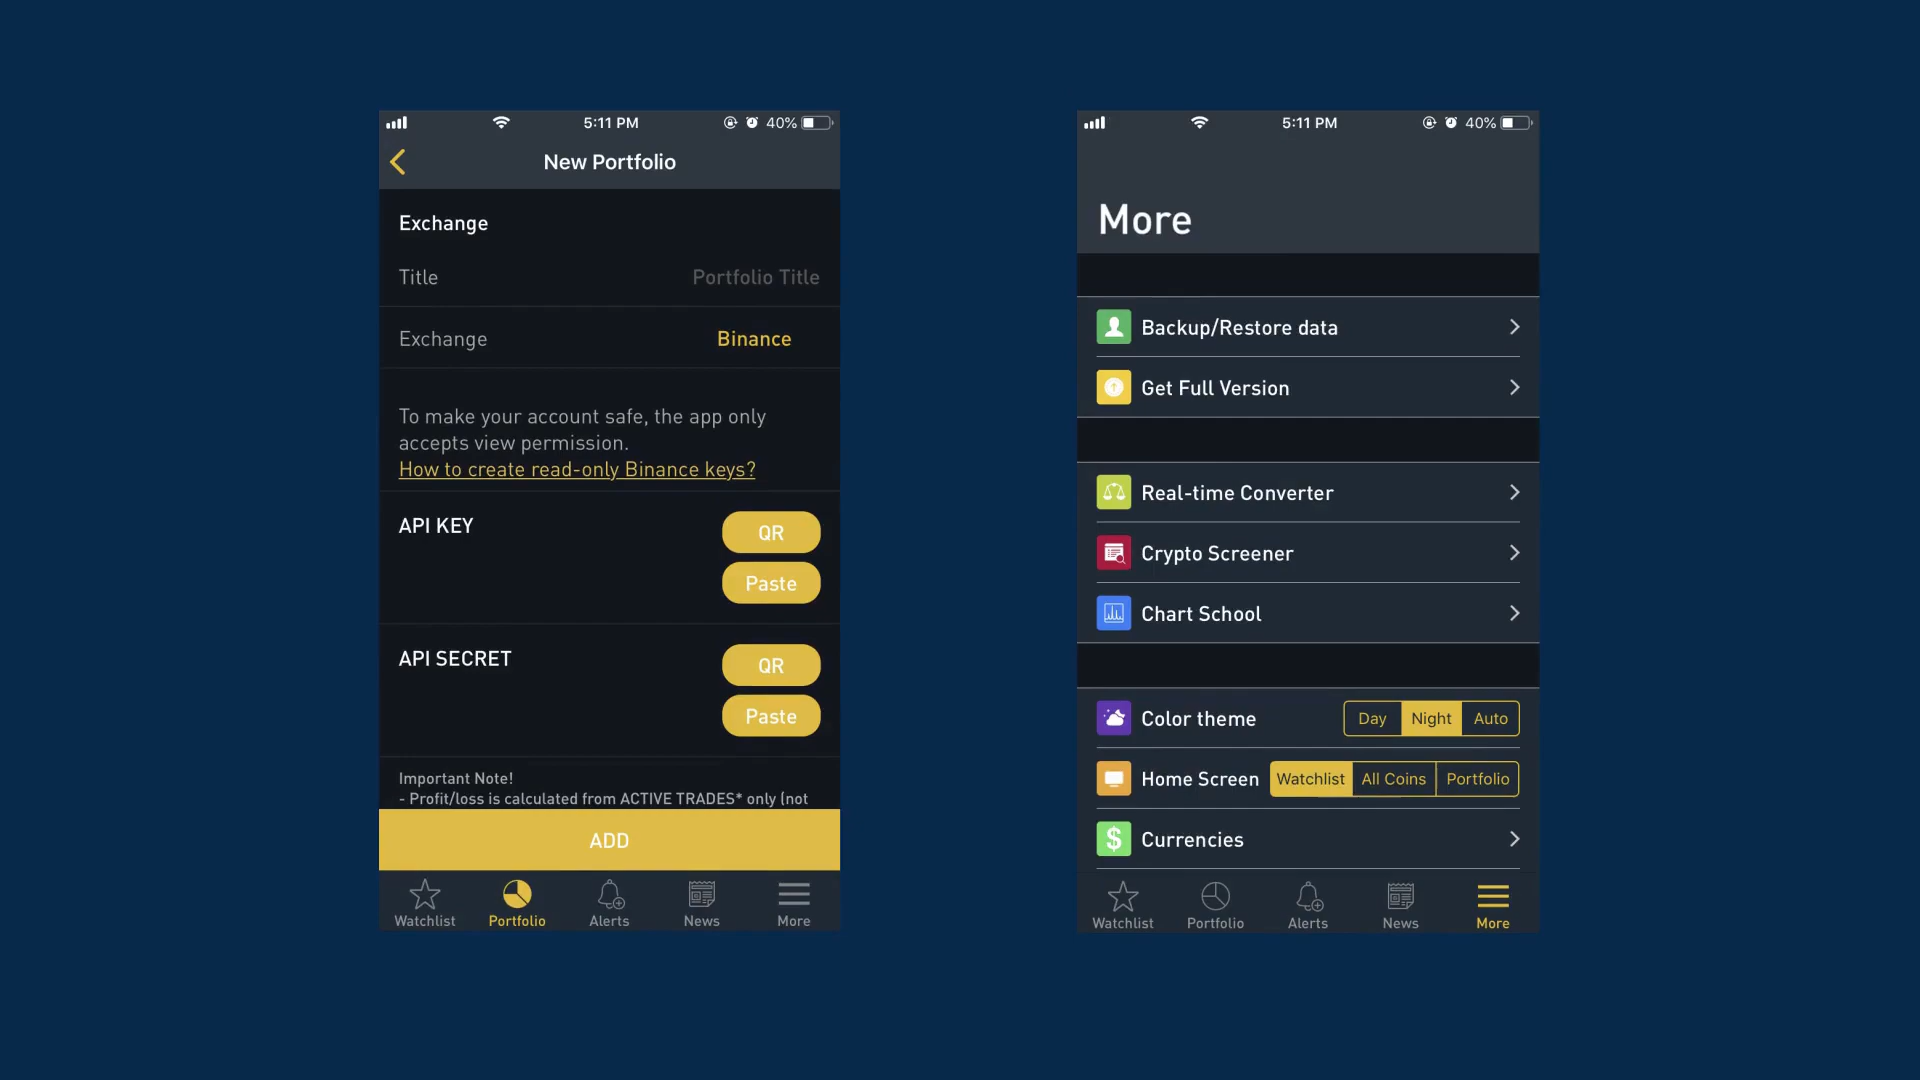 5:11 PM
40%
New Portfolio
Exchange
Title
Portfolio Title
Exchange
Binance
To make your account safe, the app only
accepts view permission.
How to create read-only Binance keys?
API KEY
QR
Paste
API SECRET
QR
Paste
Important Note!
- Profit/loss is calculated from ACTIVE TRADES* only (not
ADD
Watchlist
Portfolio
Alerts
News
More
5:11 PM
40%
More
Backup/Restore data
Get Full Version
Real-time Converter
Crypto Screener
Chart School
Color theme
Day
Night
Auto
Home Screen
Watchlist
All Coins
Portfolio
$
Currencies
Watchlist
Portfolio
Alerts
News
More